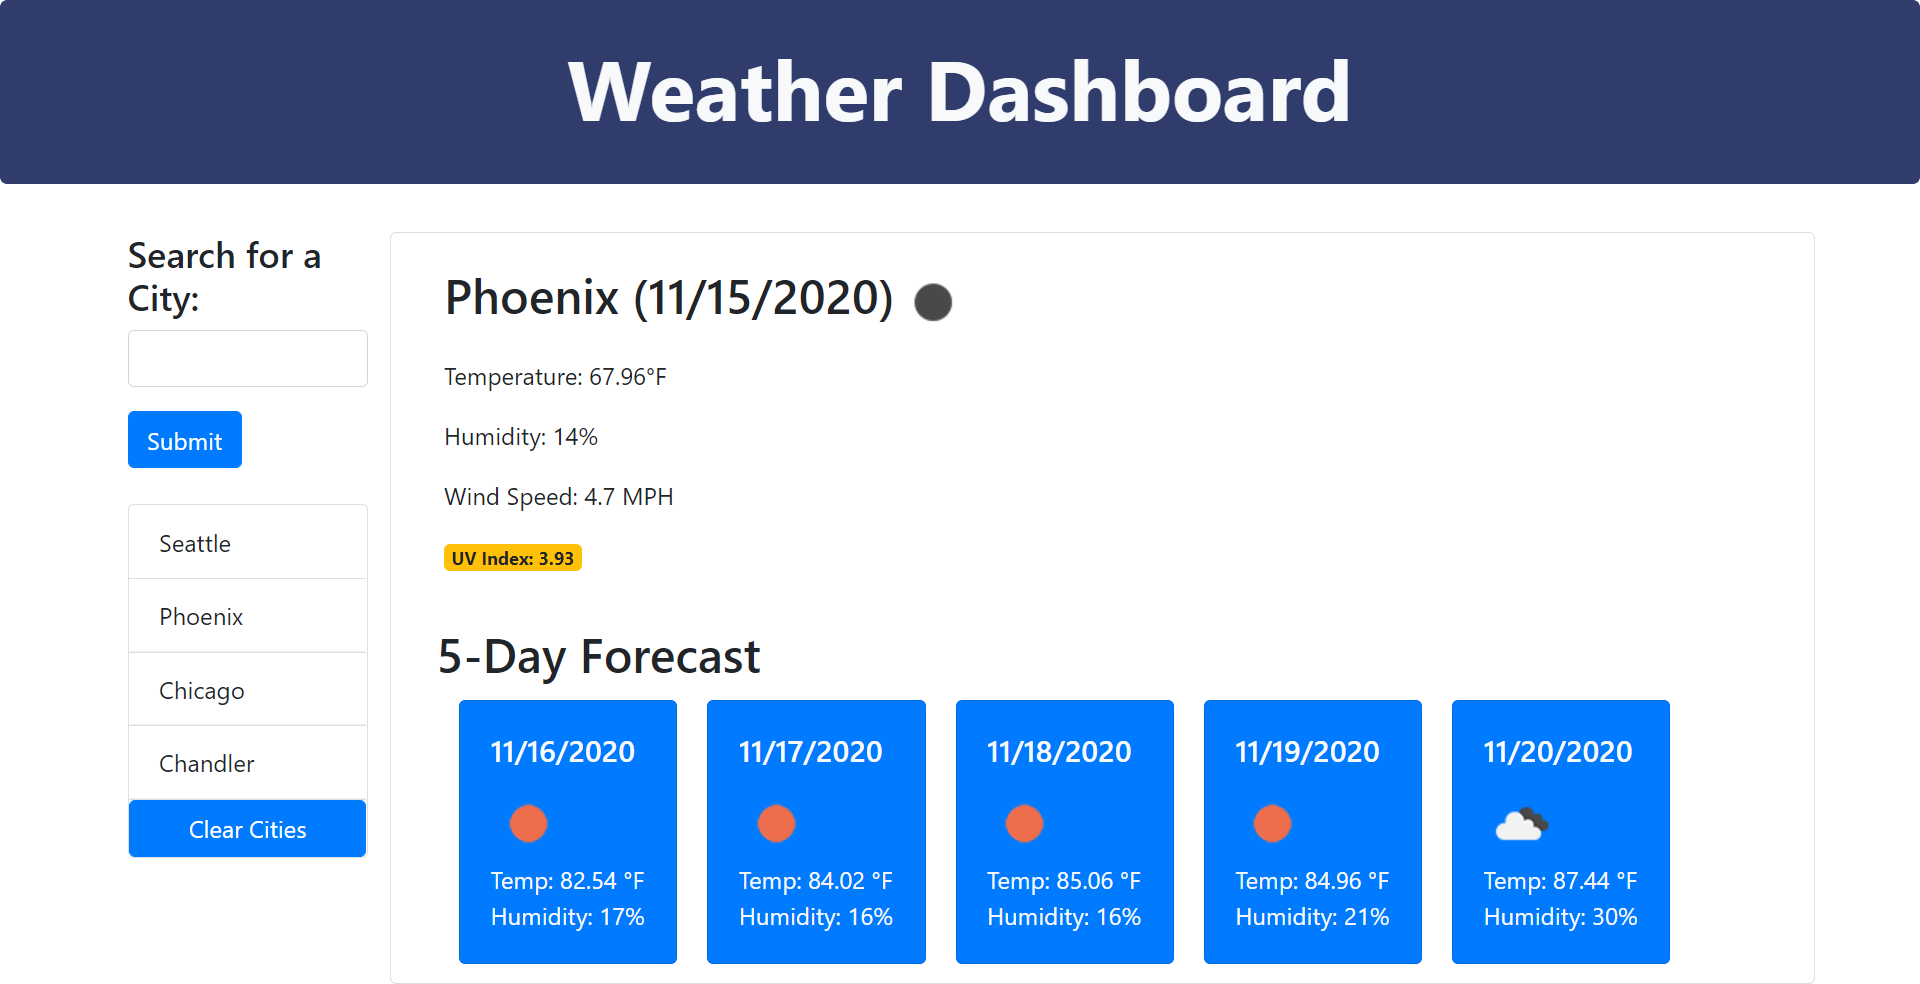 Weather Dashboard
Search for a
City:
Submit
Seattle
Phoenix
Chicago
Chandler
Clear Cities
Phoenix (11/15/2020)
Temperature: 67.96°F
Humidity: 14%
Wind Speed: 4.7 MPH
UV Index: 3.93
5-Day Forecast
11/16/2020
Temp: 82.54 °F
Humidity: 17%
11/17/2020
Temp: 84.02 °F
Humidity: 16%
11/18/2020
Temp: 85.06 °F
Humidity: 16%
11/19/2020
Temp: 84.96 °F
Humidity: 21%
11/20/2020
Temp: 87.44 °F
Humidity: 30%